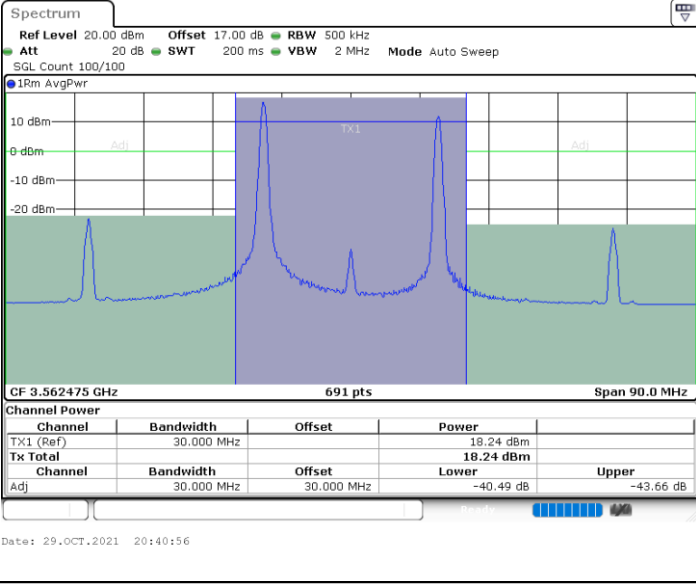 Spectrum
Ref Level 20.00 dBm Offset 17.00 dB RBW 500 kHz
Att 20 dB SWT 200 ms VBW 2 MHz Mode Auto Sweep
SGL Count 100/100
1Rm AvgPwr
10 dBm
TX1
Adj
Adj
0 dBm
-10 dBm
-20 dBm
CF 3.562475 GHz 691 pts Span 90.0 MHz
Channel Power
Channel Bandwidth Offset Power
TX1 (Ref) 30.000 MHz 18.24 dBm
Tx Total 18.24 dBm
Channel Bandwidth Offset Lower Upper
Adj 30.000 MHz 30.000 MHz -40.49 dB -43.66 dB
Ready
Date: 29.OCT.2021 20:40:56